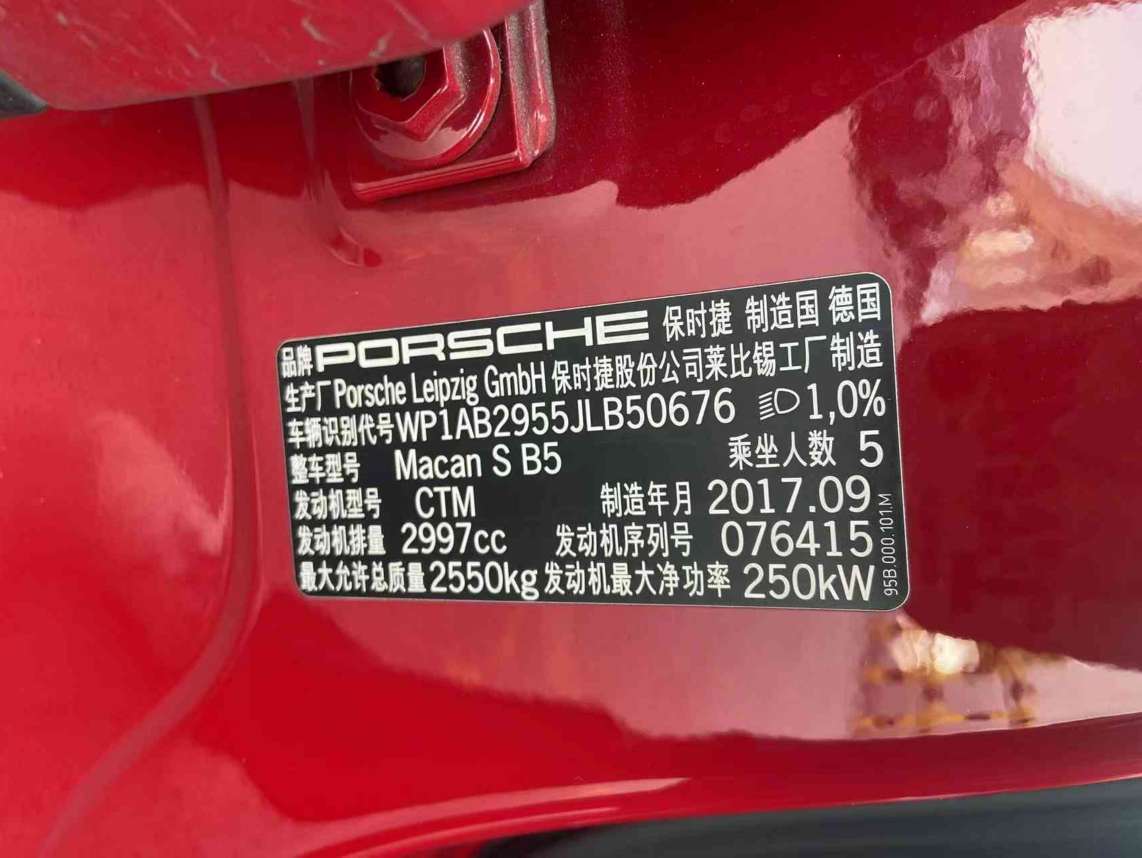 品牌 PORSCHE 保时捷 制造国 德国
生产厂 Porsche Leipzig GmbH 保时捷股份公司莱比锡工厂制造
车辆识别代号 WP1AB2955JLB50676 1,0%
整车型号 Macan S B5 乘坐人数 5
发动机型号 CTM 制造年月 2017.09
发动机排量 2997cc 发动机序列号 076415
最大允许总质量 2550kg 发动机最大净功率 250kW
95B.000.101.M